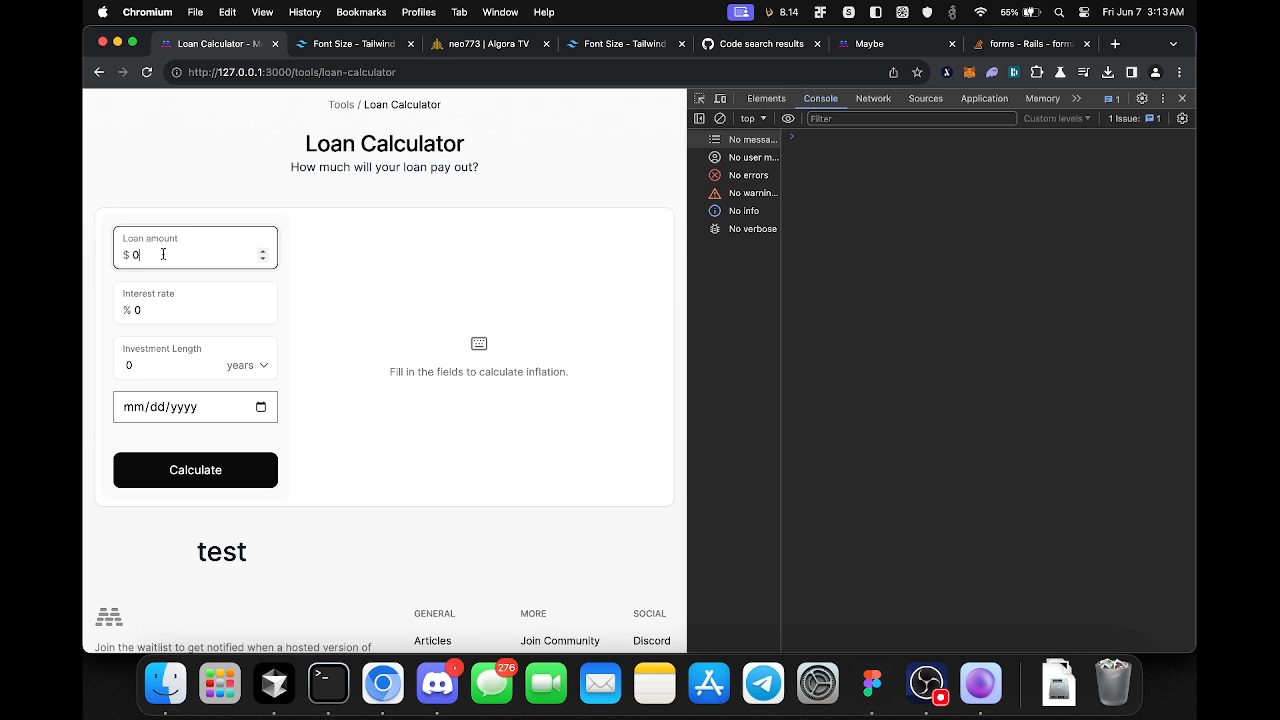 Chromium File Edit View History Bookmarks Profiles Tab Window Help 8.14 55% Fri Jun 7 3:13 AM
Loan Calculator - M Font Size - Tailwind neo773 | Algora TV Font Size - Tailwind Code search results Maybe forms - Rails - form
http://127.0.0.1:3000/tools/loan-calculator
Tools / Loan Calculator
Loan Calculator
How much will your loan pay out?
Loan amount
$ 0
Interest rate
% 0
Investment Length
0 years
mm/dd/yyyy
Calculate
Fill in the fields to calculate inflation.
test
Join the waitlist to get notified when a hosted version of
GENERAL
Articles
MORE
Join Community
SOCIAL
Discord
Elements Console Network Sources Application Memory 1
top Filter Custom levels 1 Issue: 1
No messa...
No user m...
No errors
No warnin...
No info
No verbose
276